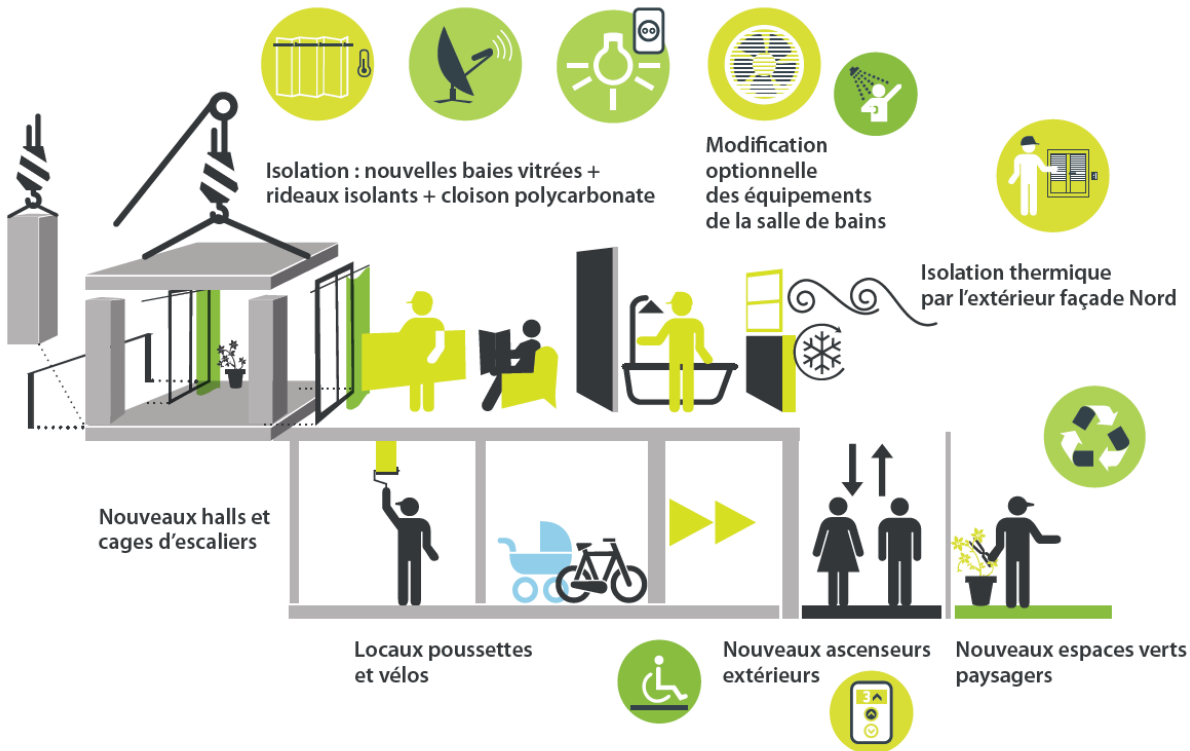 Isolation : nouvelles baies vitrées +
rideaux isolants + cloison polycarbonate
Modification
optionnelle
des équipements
de la salle de bains
Isolation thermique
par l’extérieur façade Nord
Nouveaux halls et
cages d’escaliers
Locaux poussettes
et vélos
Nouveaux ascenseurs
extérieurs
3
Nouveaux espaces verts
paysagers